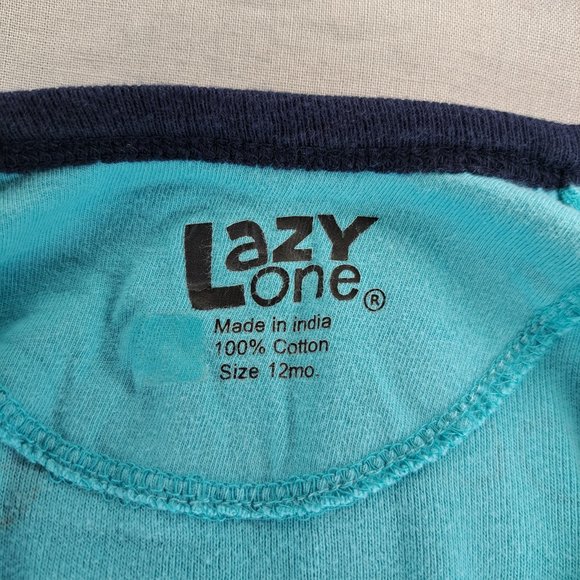 Lazy
One®
Made in india
100% Cotton
Size 12mo.